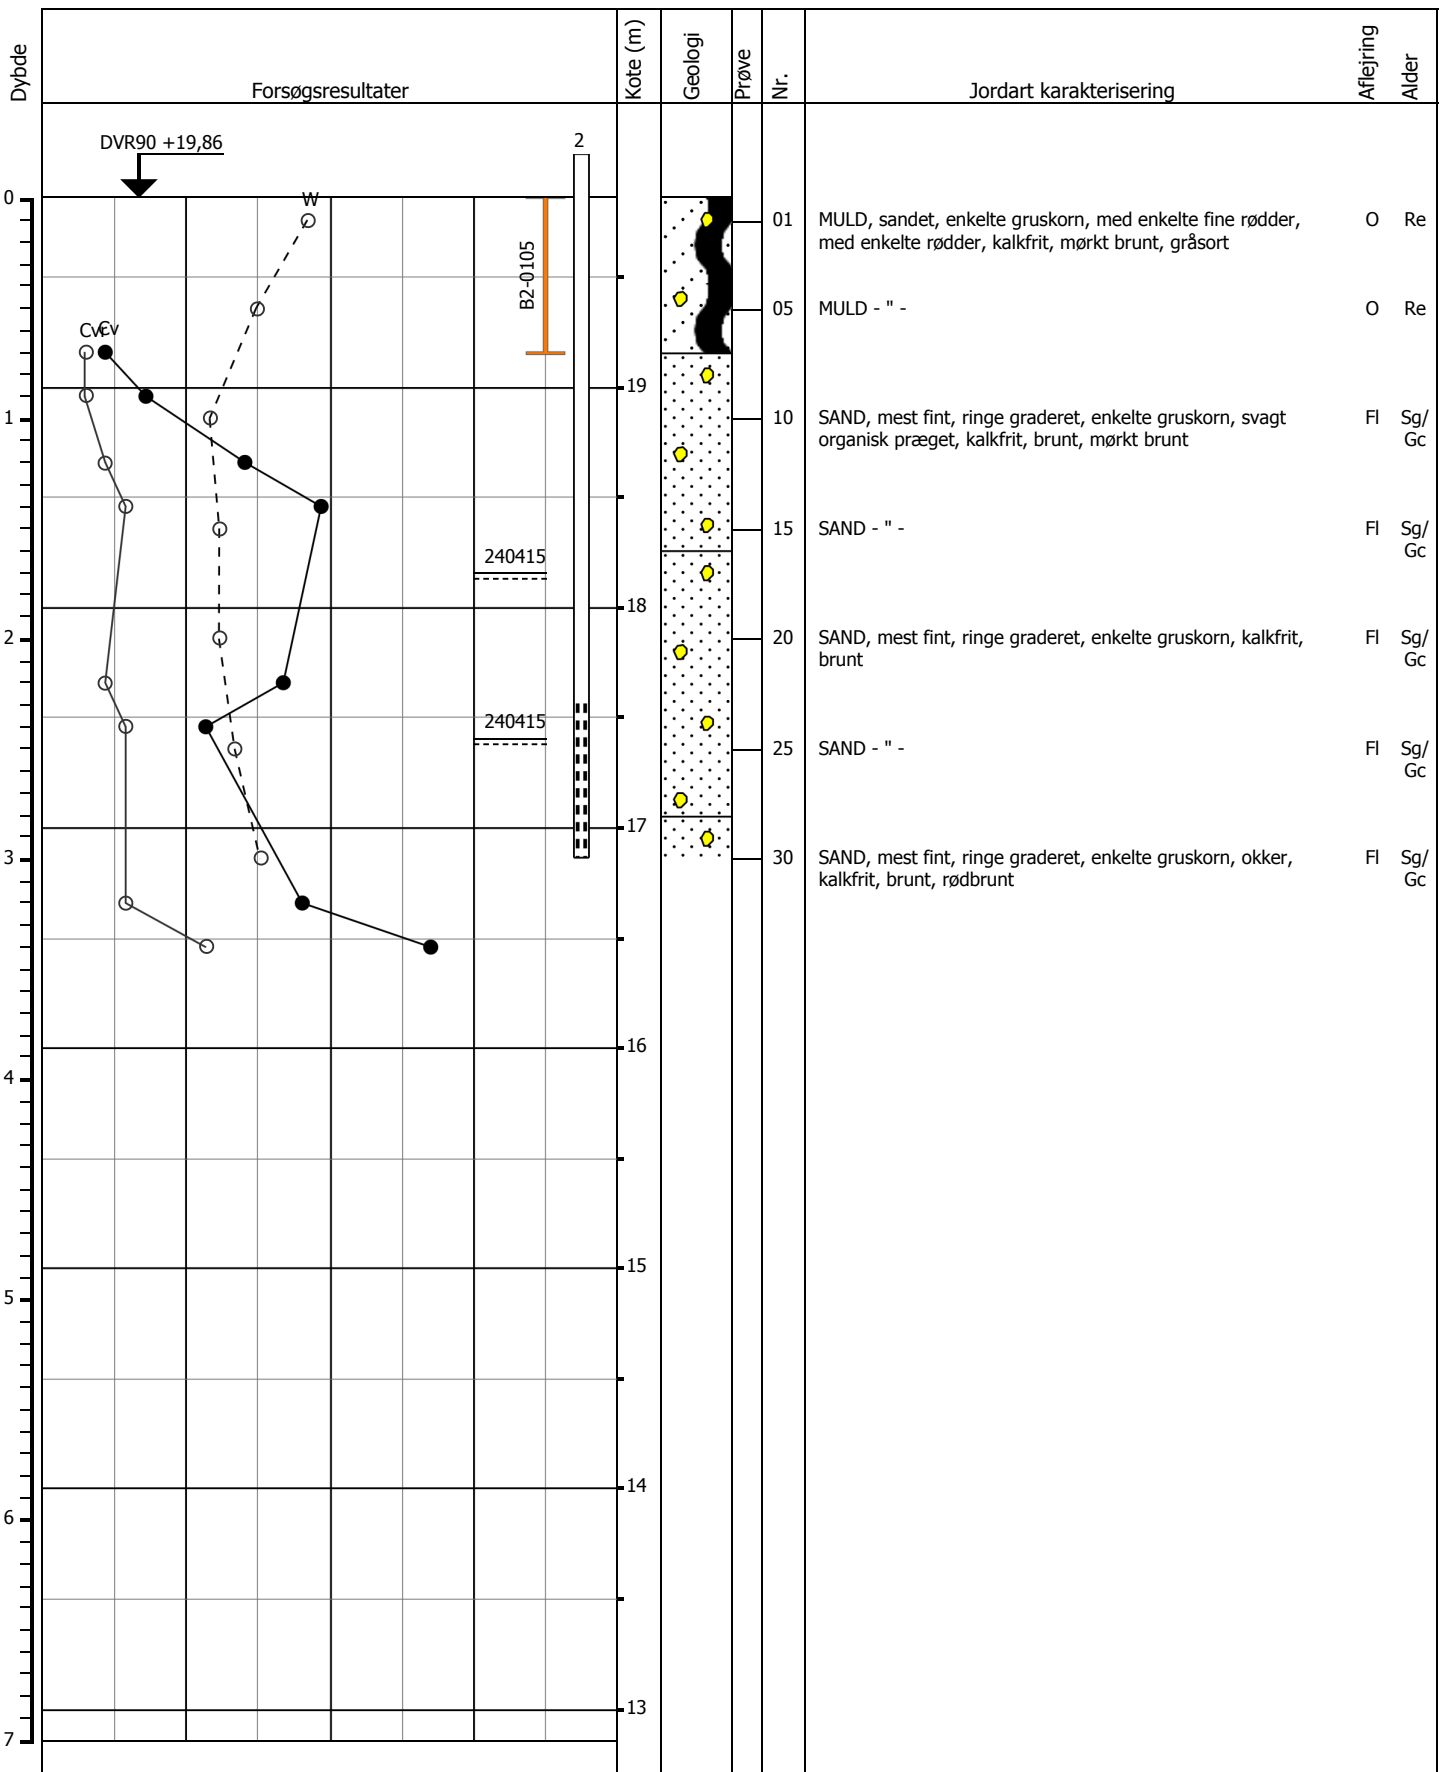 Dybde
Forsøgsresultater
Kote (m)
Geologi
Prøve
Nr.
Jordart karakterisering
Aflejring
Alder
DVR90 +19,86
2
0
W
B2-0105
01 MULD, sandet, enkelte gruskorn, med enkelte fine rødder, O Re
med enkelte rødder, kalkfrit, mørkt brunt, gråsort
05 MULD - " - O Re
Cvr Cv
19
1
10 SAND, mest fint, ringe graderet, enkelte gruskorn, svagt Fl Sg/
organisk præget, kalkfrit, brunt, mørkt brunt Gc
15 SAND - " - Fl Sg/
Gc
240415
18
2
20 SAND, mest fint, ringe graderet, enkelte gruskorn, kalkfrit, Fl Sg/
brunt Gc
240415
25 SAND - " - Fl Sg/
Gc
17
3
30 SAND, mest fint, ringe graderet, enkelte gruskorn, okker, Fl Sg/
kalkfrit, brunt, rødbrunt Gc
16
4
15
5
14
6
13
7